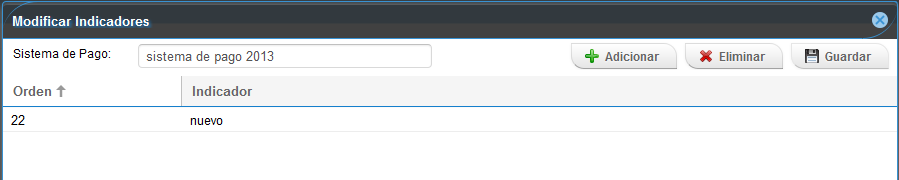 Modificar Indicadores
Sistema de Pago: sistema de pago 2013 Adicionar Eliminar Guardar
Orden Indicador
22 nuevo